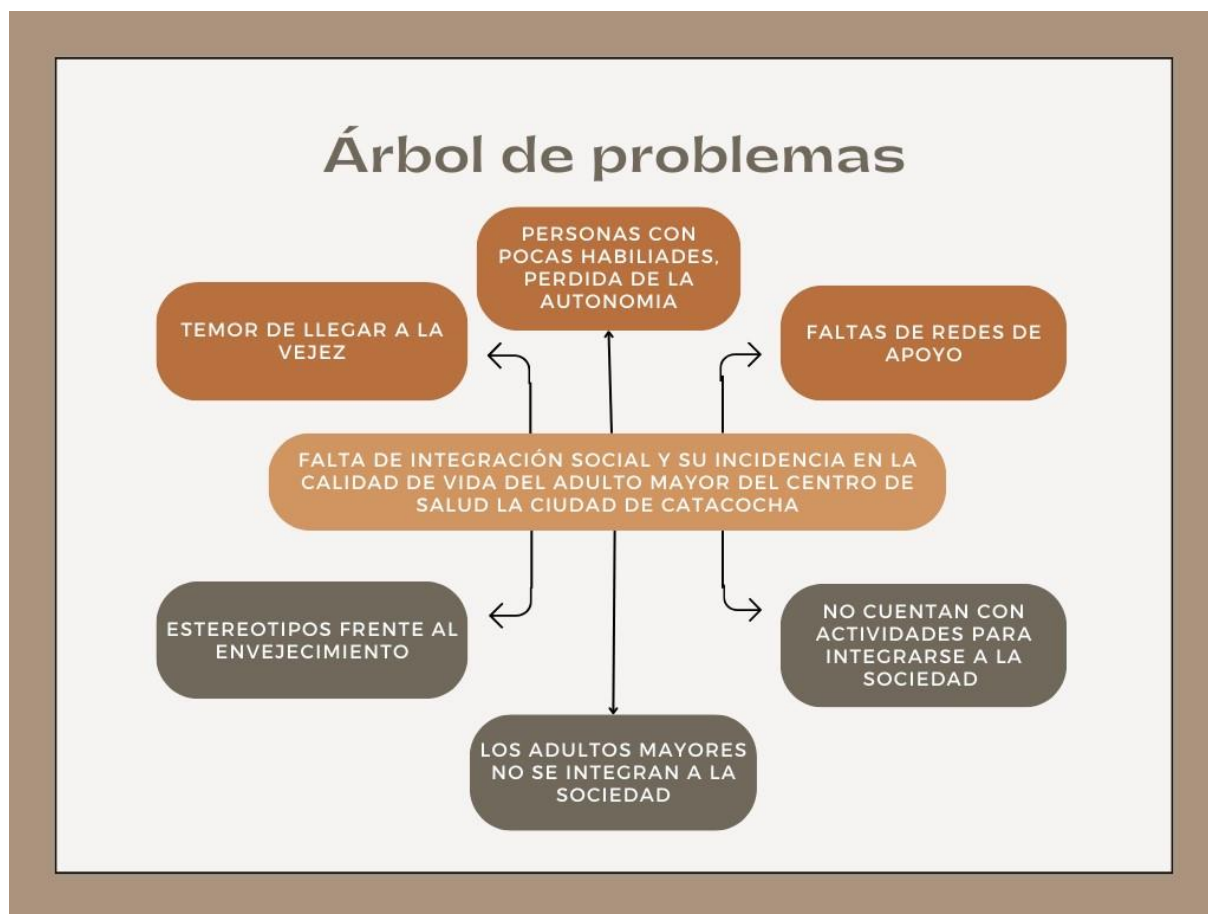 Árbol de problemas
PERSONAS CON
POCAS HABILIADES,
PERDIDA DE LA
AUTONOMIA
TEMOR DE LLEGAR A LA
VEJEZ
FALTAS DE REDES DE
APOYO
FALTA DE INTEGRACIÓN SOCIAL Y SU INCIDENCIA EN LA
CALIDAD DE VIDA DEL ADULTO MAYOR DEL CENTRO DE
SALUD LA CIUDAD DE CATACOCHA
ESTEREOTIPOS FRENTE AL
ENVEJECIMIENTO
NO CUENTAN CON
ACTIVIDADES PARA
INTEGRARSE A LA
SOCIEDAD
LOS ADULTOS MAYORES
NO SE INTEGRAN A LA
SOCIEDAD